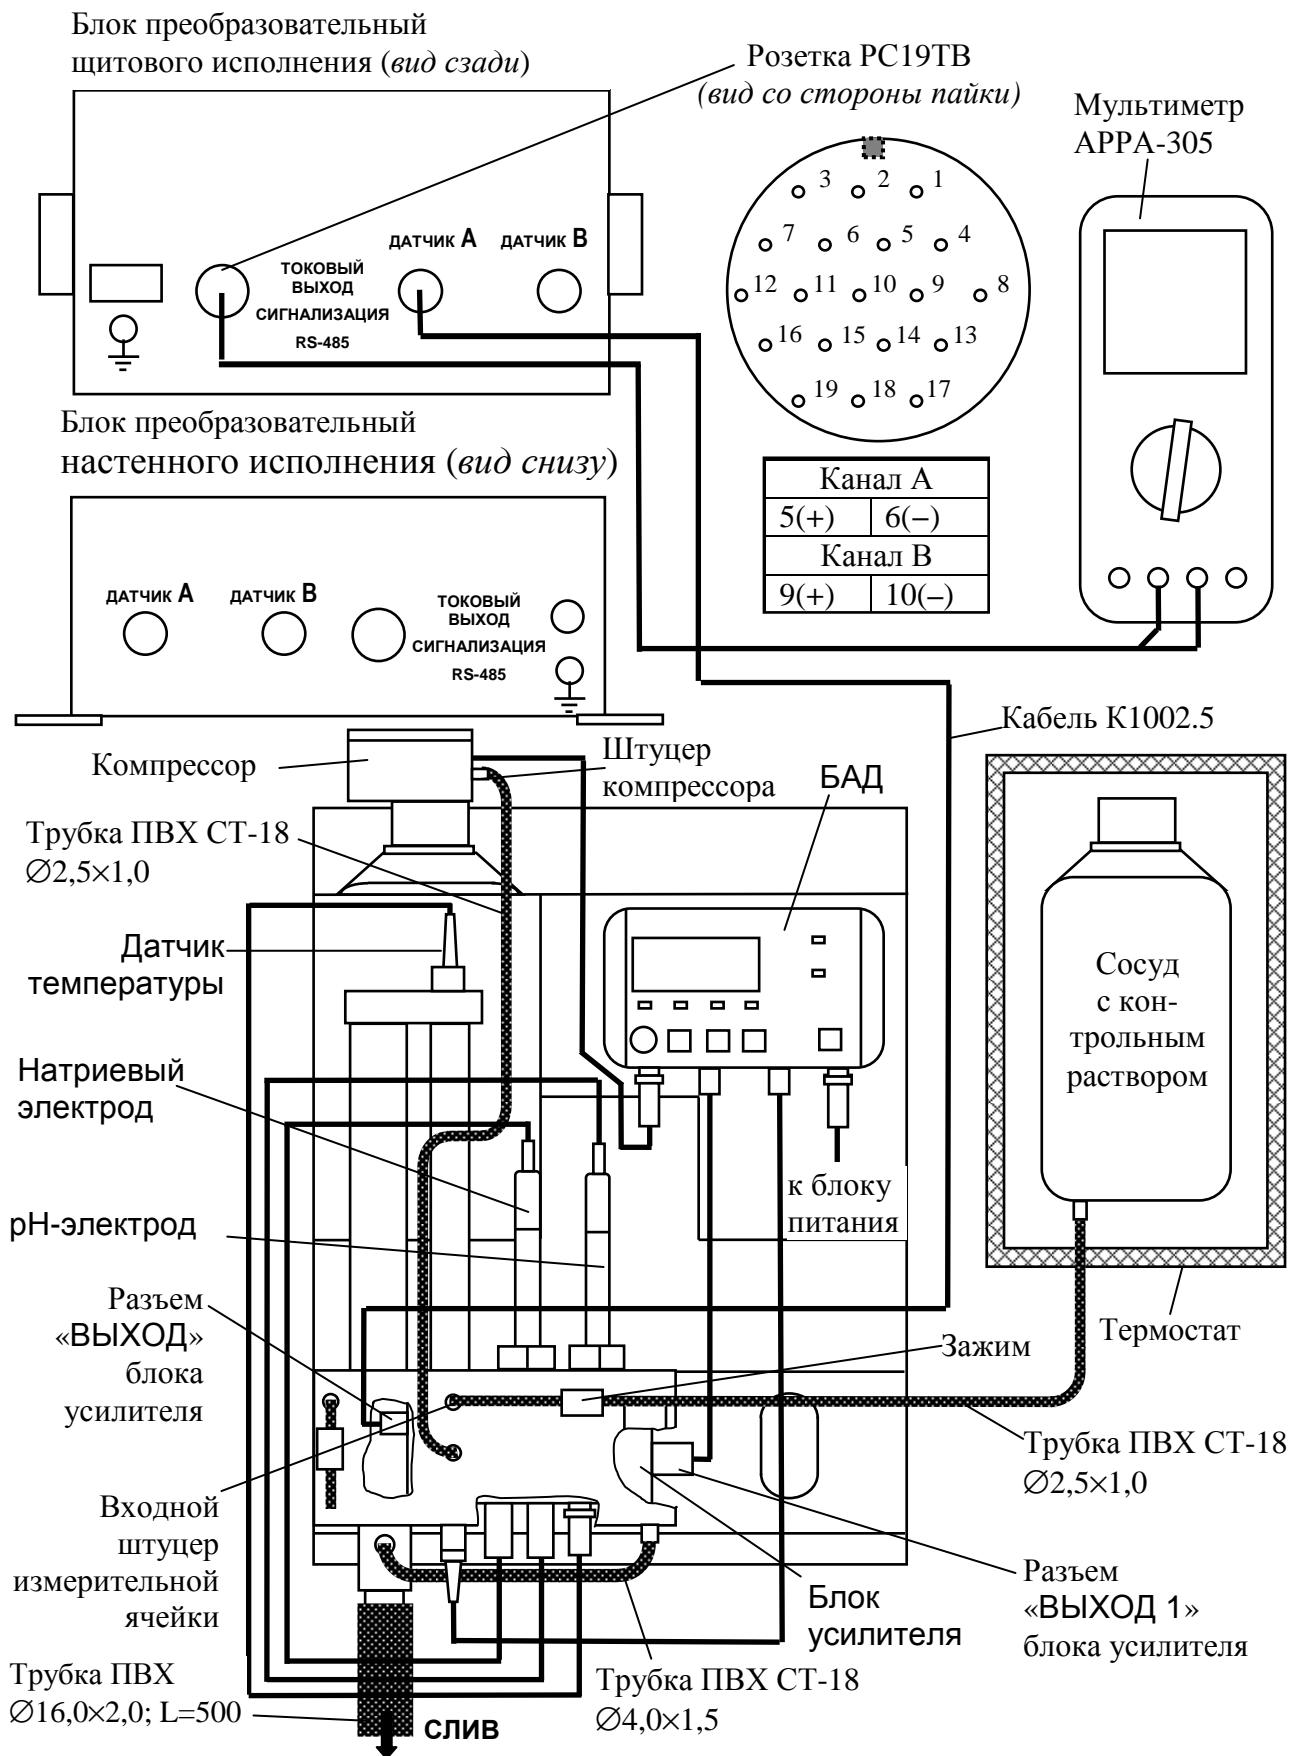 Блок преобразовательный
щитового исполнения (вид сзади)
Розетка РС19ТВ
(вид со стороны пайки)
Мультиметр
АРРА-305
ДАТЧИК А
ДАТЧИК В
ТОКОВЫЙ
ВЫХОД
СИГНАЛИЗАЦИЯ
RS-485
3 2 1
7 6 5 4
12 11 10 9 8
16 15 14 13
19 18 17
Блок преобразовательный
настенного исполнения (вид снизу)
Канал А
5(+) 6(–)
Канал В
9(+) 10(–)
ДАТЧИК А
ДАТЧИК В
ТОКОВЫЙ
ВЫХОД
СИГНАЛИЗАЦИЯ
RS-485
Кабель К1002.5
Компрессор
Штуцер
компрессора
БАД
Трубка ПВХ СТ-18
∅2,5×1,0
Датчик
температуры
Сосуд
с кон-
трольным
раствором
Натриевый
электрод
к блоку
питания
pH-электрод
Разъем
«ВЫХОД»
блока
усилителя
Термостат
Зажим
Трубка ПВХ СТ-18
∅2,5×1,0
Входной
штуцер
измерительной
ячейки
Блок
усилителя
Разъем
«ВЫХОД 1»
блока усилителя
Трубка ПВХ
∅16,0×2,0; L=500
СЛИВ
Трубка ПВХ СТ-18
∅4,0×1,5